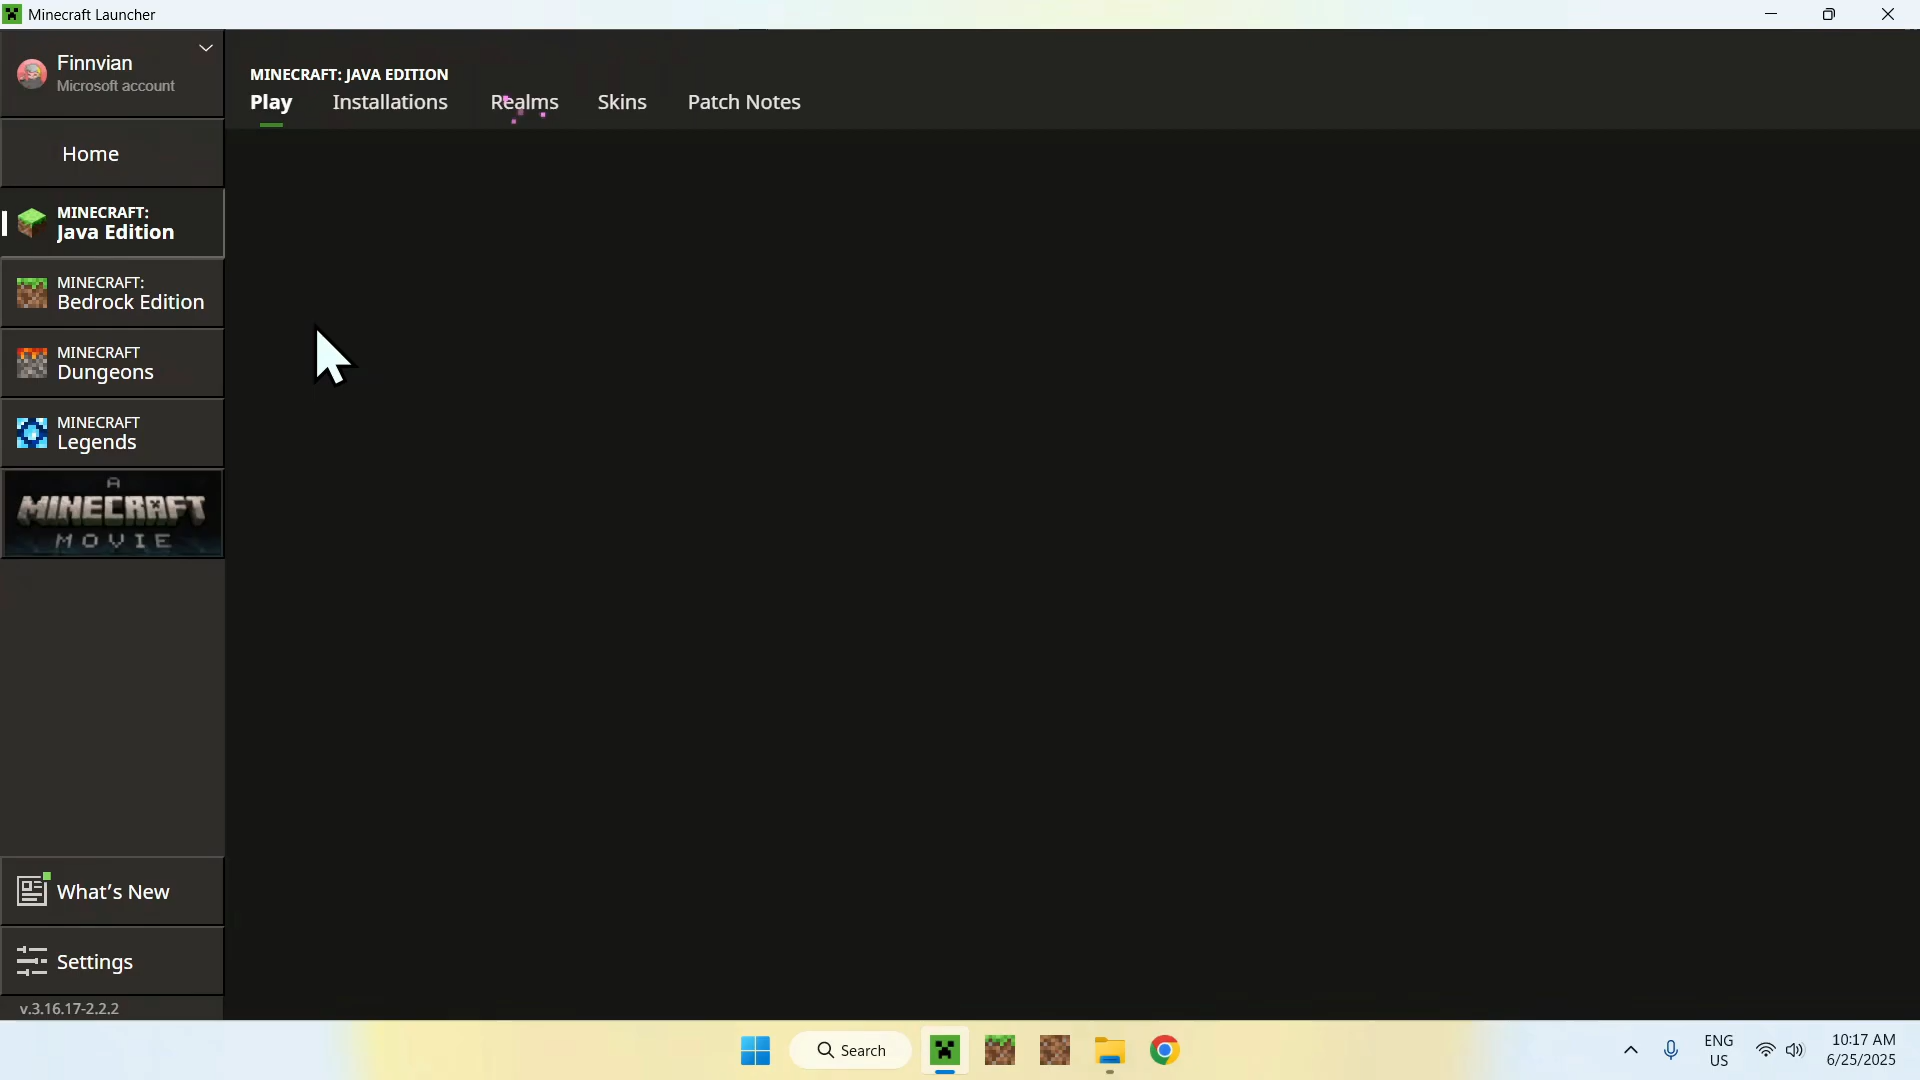 Minecraft Launcher
Finnvian
Microsoft account
Home
MINECRAFT:
Java Edition
MINECRAFT:
Bedrock Edition
MINECRAFT
Dungeons
MINECRAFT
Legends
A
MINECRAFT
MOVIE
What's New
Settings
v.3.16.17-2.2.2
MINECRAFT: JAVA EDITION
Play
Installations
Realms
Skins
Patch Notes
Search
ENG
US
10:17 AM
6/25/2025